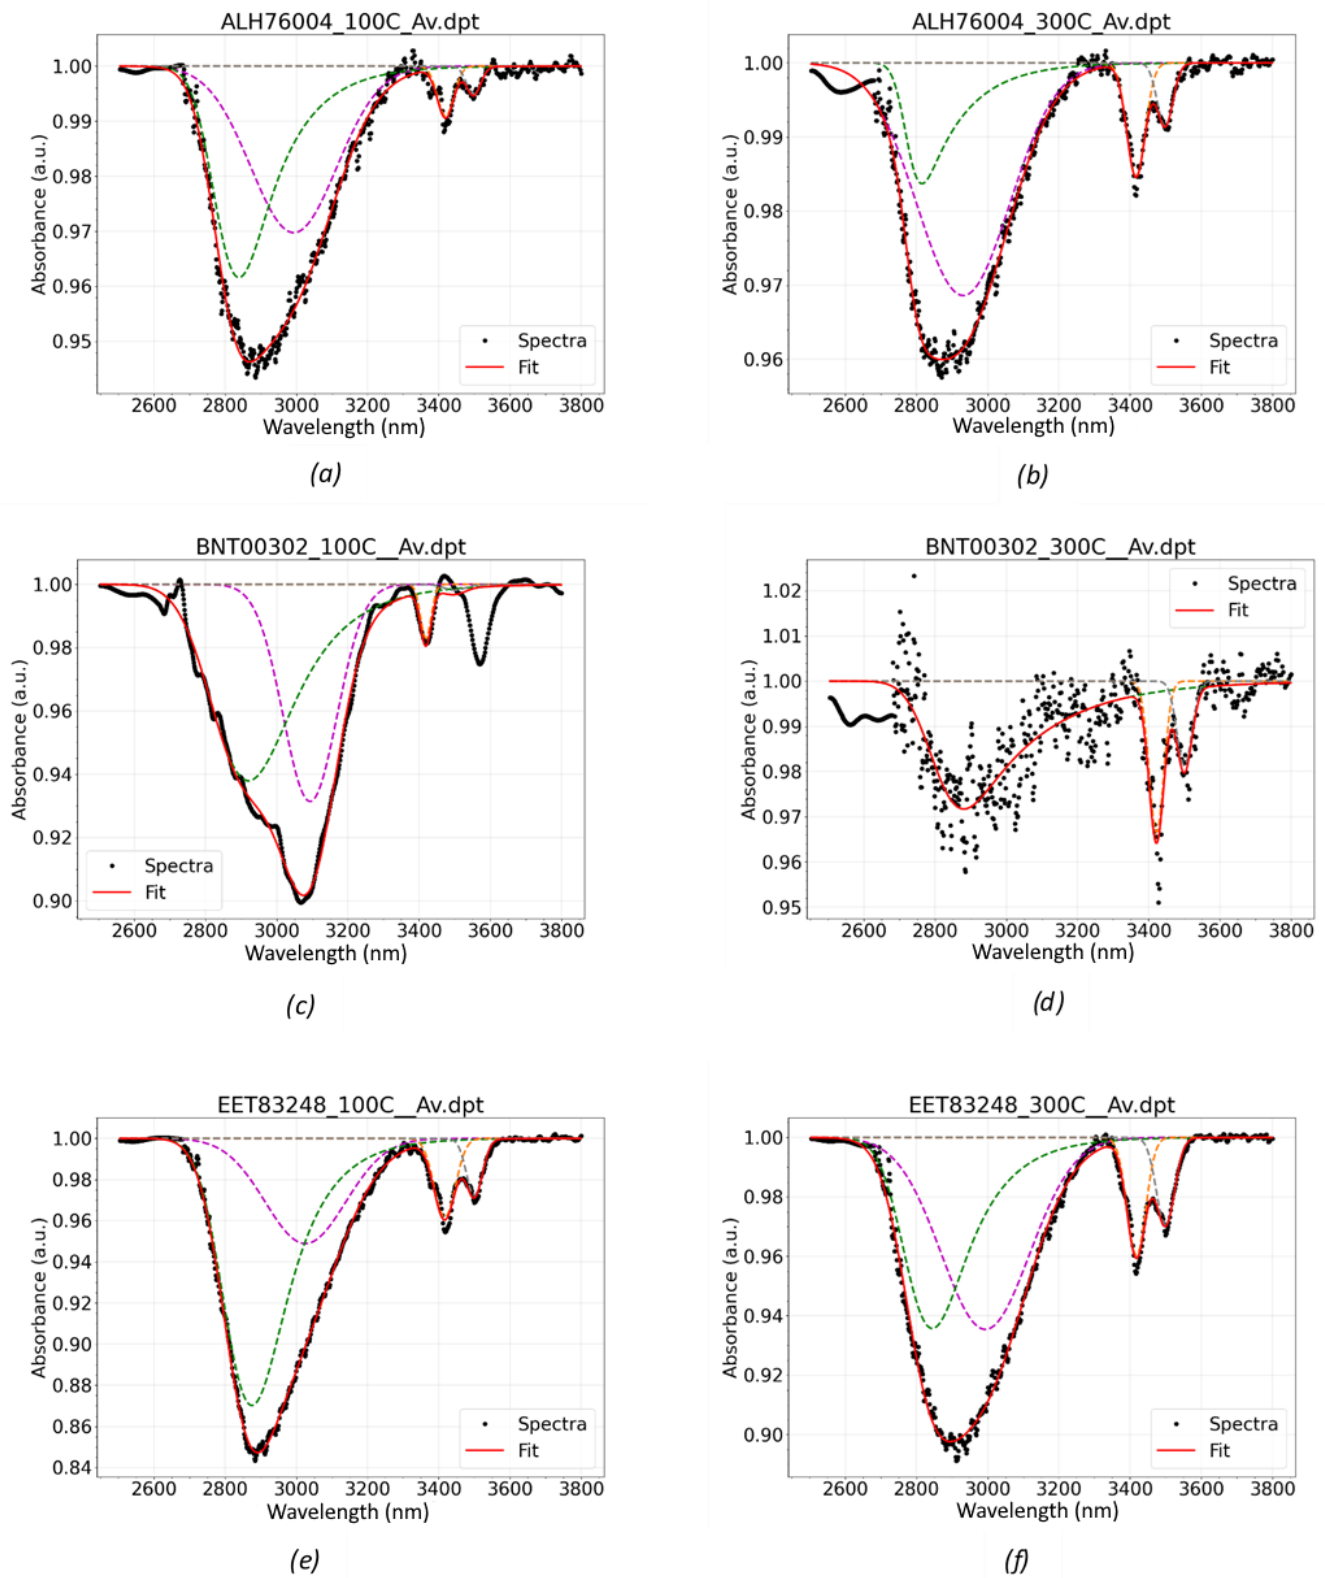 ALH76004_100C_Av.dpt
Absorbance (a.u.)
1.00
0.99
0.98
0.97
0.96
0.95
Spectra
Fit
2600 2800 3000 3200 3400 3600 3800
Wavelength (nm)
(a)
ALH76004_300C_Av.dpt
Absorbance (a.u.)
1.00
0.99
0.98
0.97
0.96
Spectra
Fit
2600 2800 3000 3200 3400 3600 3800
Wavelength (nm)
(b)
BNT00302_100C__Av.dpt
Absorbance (a.u.)
1.00
0.98
0.96
0.94
0.92
0.90
Spectra
Fit
2600 2800 3000 3200 3400 3600 3800
Wavelength (nm)
(c)
BNT00302_300C__Av.dpt
Absorbance (a.u.)
1.02
1.01
1.00
0.99
0.98
0.97
0.96
0.95
Spectra
Fit
2600 2800 3000 3200 3400 3600 3800
Wavelength (nm)
(d)
EET83248_100C__Av.dpt
Absorbance (a.u.)
1.00
0.98
0.96
0.94
0.92
0.90
0.88
0.86
0.84
Spectra
Fit
2600 2800 3000 3200 3400 3600 3800
Wavelength (nm)
(e)
EET83248_300C__Av.dpt
Absorbance (a.u.)
1.00
0.98
0.96
0.94
0.92
0.90
Spectra
Fit
2600 2800 3000 3200 3400 3600 3800
Wavelength (nm)
(f)